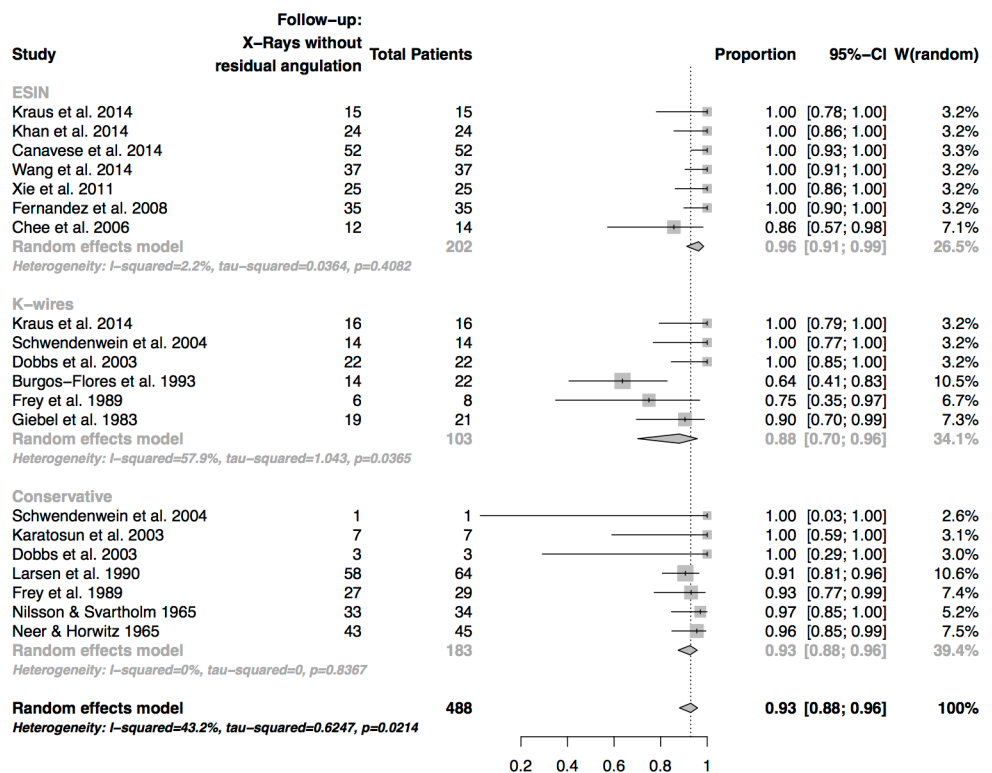 Follow−up:
X−Rays without
Study residual angulation Total Patients Proportion 95%−CI W(random)
ESIN
Kraus et al. 2014 15 15 1.00 [0.78; 1.00] 3.2%
Khan et al. 2014 24 24 1.00 [0.86; 1.00] 3.2%
Canavese et al. 2014 52 52 1.00 [0.93; 1.00] 3.3%
Wang et al. 2014 37 37 1.00 [0.91; 1.00] 3.2%
Xie et al. 2011 25 25 1.00 [0.86; 1.00] 3.2%
Fernandez et al. 2008 35 35 1.00 [0.90; 1.00] 3.2%
Chee et al. 2006 12 14 0.86 [0.57; 0.98] 7.1%
Random effects model 202 0.96 [0.91; 0.99] 26.5%
Heterogeneity: I−squared=2.2%, tau−squared=0.0364, p=0.4082
K−wires
Kraus et al. 2014 16 16 1.00 [0.79; 1.00] 3.2%
Schwendenwein et al. 2004 14 14 1.00 [0.77; 1.00] 3.2%
Dobbs et al. 2003 22 22 1.00 [0.85; 1.00] 3.2%
Burgos−Flores et al. 1993 14 22 0.64 [0.41; 0.83] 10.5%
Frey et al. 1989 6 8 0.75 [0.35; 0.97] 6.7%
Giebel et al. 1983 19 21 0.90 [0.70; 0.99] 7.3%
Random effects model 103 0.88 [0.70; 0.96] 34.1%
Heterogeneity: I−squared=57.9%, tau−squared=1.043, p=0.0365
Conservative
Schwendenwein et al. 2004 1 1 1.00 [0.03; 1.00] 2.6%
Karatosun et al. 2003 7 7 1.00 [0.59; 1.00] 3.1%
Dobbs et al. 2003 3 3 1.00 [0.29; 1.00] 3.0%
Larsen et al. 1990 58 64 0.91 [0.81; 0.96] 10.6%
Frey et al. 1989 27 29 0.93 [0.77; 0.99] 7.4%
Nilsson & Svartholm 1965 33 34 0.97 [0.85; 1.00] 5.2%
Neer & Horwitz 1965 43 45 0.96 [0.85; 0.99] 7.5%
Random effects model 183 0.93 [0.88; 0.96] 39.4%
Heterogeneity: I−squared=0%, tau−squared=0, p=0.8367
Random effects model 488 0.93 [0.88; 0.96] 100%
Heterogeneity: I−squared=43.2%, tau−squared=0.6247, p=0.0214
0.2 0.4 0.6 0.8 1